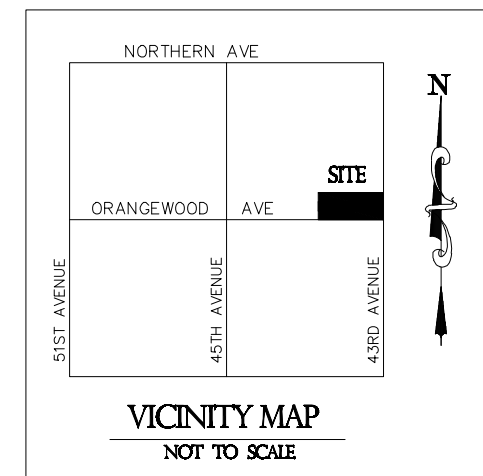 NORTHERN AVE
N
SITE
ORANGEWOOD AVE
51ST AVENUE
45TH AVENUE
43RD AVENUE
VICINITY MAP
NOT TO SCALE